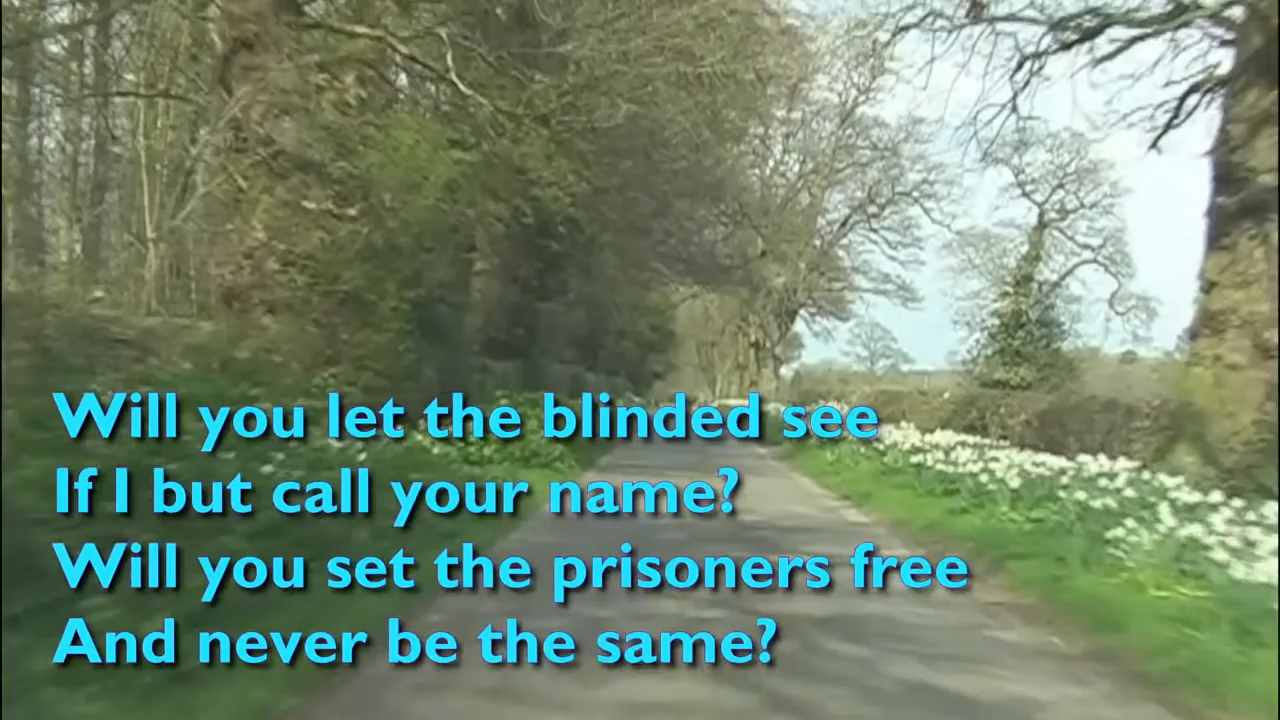 Will you let the blinded see
If I but call your name?
Will you set the prisoners free
And never be the same?